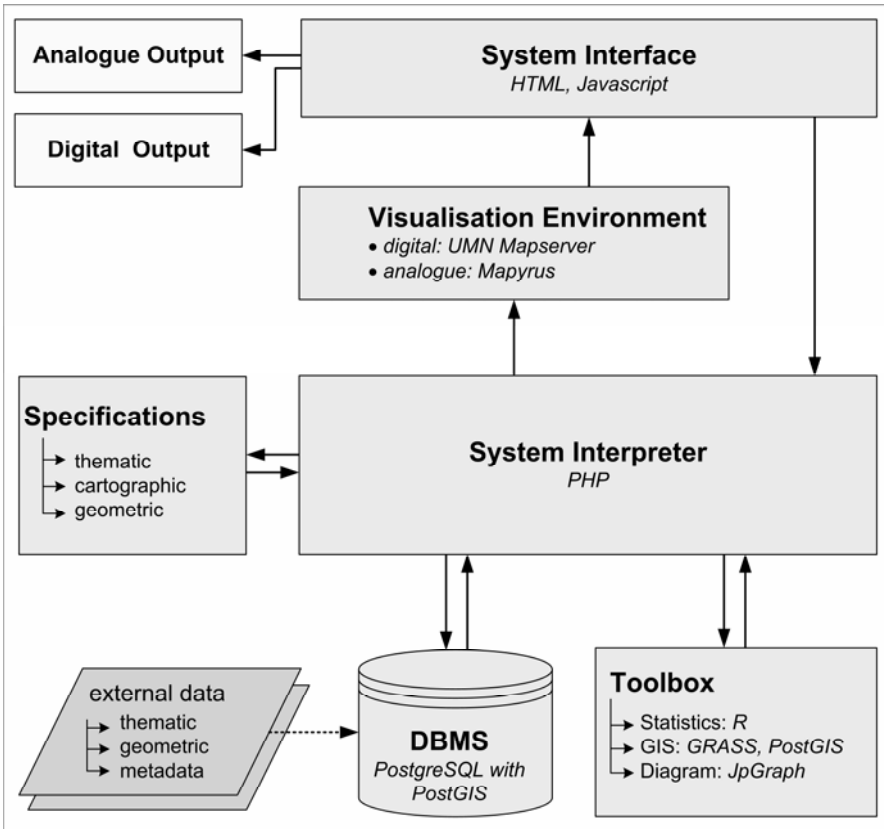 Analogue Output
System Interface
HTML, Javascript
Digital Output
Visualisation Environment
• digital: UMN Mapserver
• analogue: Mapyrus
Specifications
thematic
cartographic
geometric
System Interpreter
PHP
external data
thematic
geometric
metadata
DBMS
PostgreSQL with
PostGIS
Toolbox
Statistics: R
GIS: GRASS, PostGIS
Diagram: JpGraph